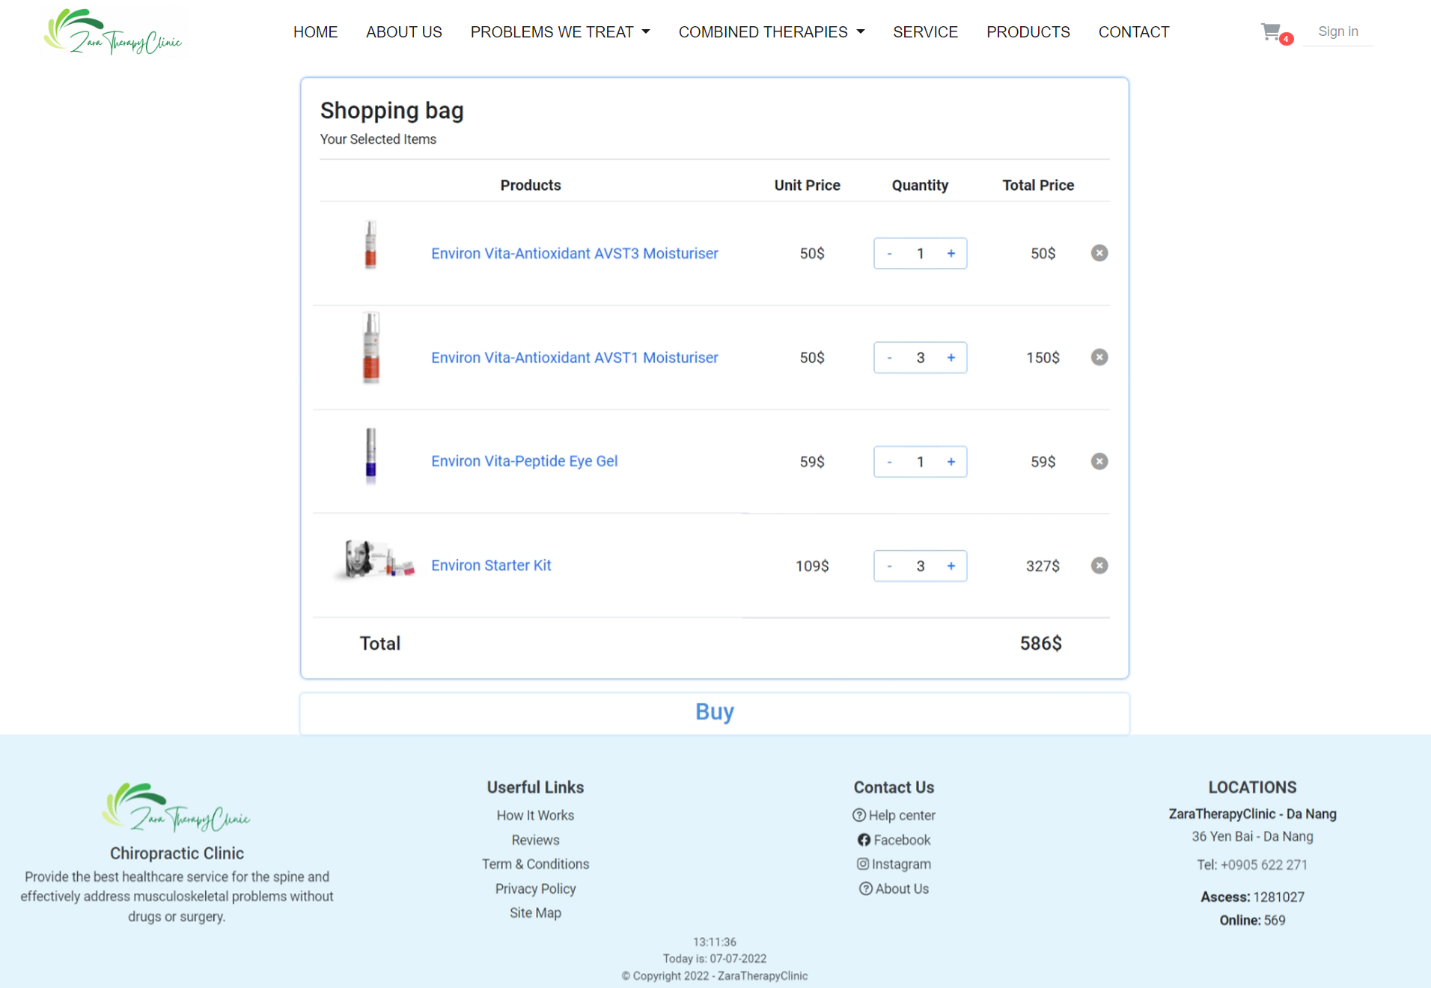 Zara TherapyClinic
HOME ABOUT US PROBLEMS WE TREAT COMBINED THERAPIES SERVICE PRODUCTS CONTACT 4 Sign In
Shopping bag
Your Selected Items
Products Unit Price Quantity Total Price
Environ Vita-Antioxidant AVST3 Moisturiser 50$ - 1 + 50$
Environ Vita-Antioxidant AVST1 Moisturiser 50$ - 3 + 150$
Environ Vita-Peptide Eye Gel 59$ - 1 + 59$
Environ Starter Kit 109$ - 3 + 327$
Total 586$
Buy
Zara TherapyClinic
Chiropractic Clinic
Provide the best healthcare service for the spine and
effectively address musculoskeletal problems without
drugs or surgery.
Userful Links
How It Works
Reviews
Term & Conditions
Privacy Policy
Site Map
Contact Us
Help center
Facebook
Instagram
About Us
LOCATIONS
ZaraTherapyClinic - Da Nang
36 Yen Bai - Da Nang
Tel: +0905 622 271
Ascess: 1281027
Online: 569
13:11:36
Today is: 07-07-2022
© Copyright 2022 - ZaraTherapyClinic